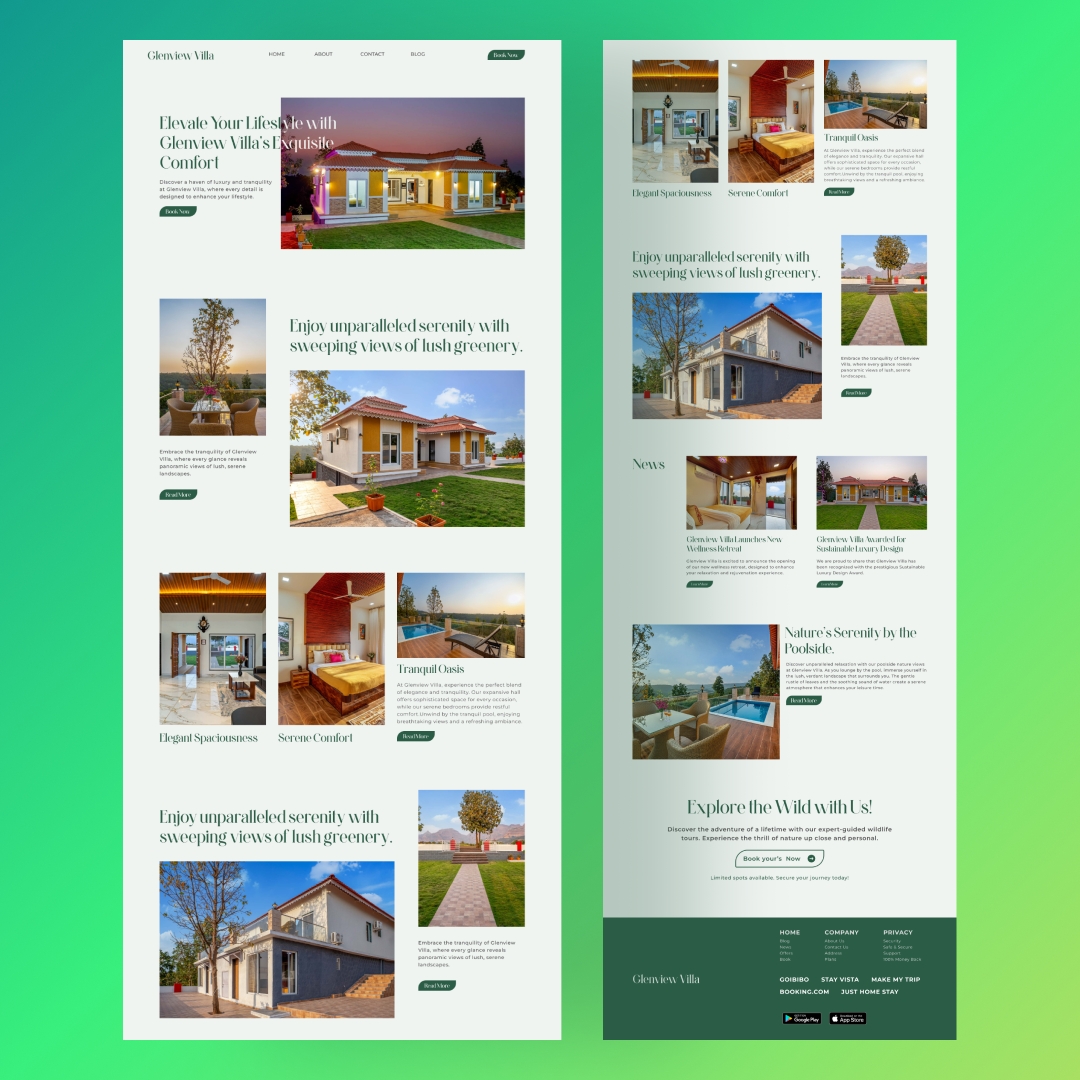 Glenview Villa
HOME ABOUT CONTACT BLOG
Book Now
Elevate Your Lifestyle with
Glenview Villa's Exquisite
Comfort
Discover a haven of luxury and tranquility
at Glenview Villa, where every detail is
designed to enhance your lifestyle.
Book Now
Enjoy unparalleled serenity with
sweeping views of lush greenery.
Embrace the tranquility of Glenview
Villa, where every glance reveals
panoramic views of lush, serene
landscapes.
Read More
Elegant Spaciousness
Serene Comfort
Tranquil Oasis
At Glenview Villa, experience the perfect blend
of elegance and tranquility. Our expansive hall
offers sophisticated space for every occasion,
while our serene bedrooms provide restful
comfort.Unwind by the tranquil pool, enjoying
breathtaking views and a refreshing ambiance.
Read More
Enjoy unparalleled serenity with
sweeping views of lush greenery.
Embrace the tranquility of Glenview
Villa, where every glance reveals
panoramic views of lush, serene
landscapes.
Read More
Elegant Spaciousness
Serene Comfort
Tranquil Oasis
At Glenview Villa, experience the perfect blend
of elegance and tranquility. Our expansive hall
offers sophisticated space for every occasion,
while our serene bedrooms provide restful
comfort.Unwind by the tranquil pool, enjoying
breathtaking views and a refreshing ambiance.
Read More
Enjoy unparalleled serenity with
sweeping views of lush greenery.
Embrace the tranquility of Glenview
Villa, where every glance reveals
panoramic views of lush, serene
landscapes.
Read More
News
Glenview Villa Launches New
Wellness Retreat
Glenview Villa is excited to announce the opening
of our new wellness retreat, designed to enhance
your relaxation and rejuvenation experience.
Glenview Villa Awarded for
Sustainable Luxury Design
We are proud to share that Glenview Villa has
been recognized with the prestigious Sustainable
Luxury Design Award.
Nature's Serenity by the
Poolside.
Discover unparalleled relaxation with our poolside nature views
at Glenview Villa. As you lounge by the pool, immerse yourself in
the lush, verdant landscape that surrounds you. The gentle
rustle of leaves and the soothing sound of water create a serene
atmosphere that enhances your leisure time.
Read More
Explore the Wild with Us!
Discover the adventure of a lifetime with our expert-guided wildlife
tours. Experience the thrill of nature up close and personal.
Book your's Now
Limited spots available. Secure your journey today!
Glenview Villa
HOME
Blog
News
Offers
Book
COMPANY
About Us
Contact Us
Address
Plans
PRIVACY
Security
Safe & Secure
Support
100% Money Back
GOIBIBO STAY VISTA MAKE MY TRIP
BOOKING.COM JUST HOME STAY
Google Play
App Store